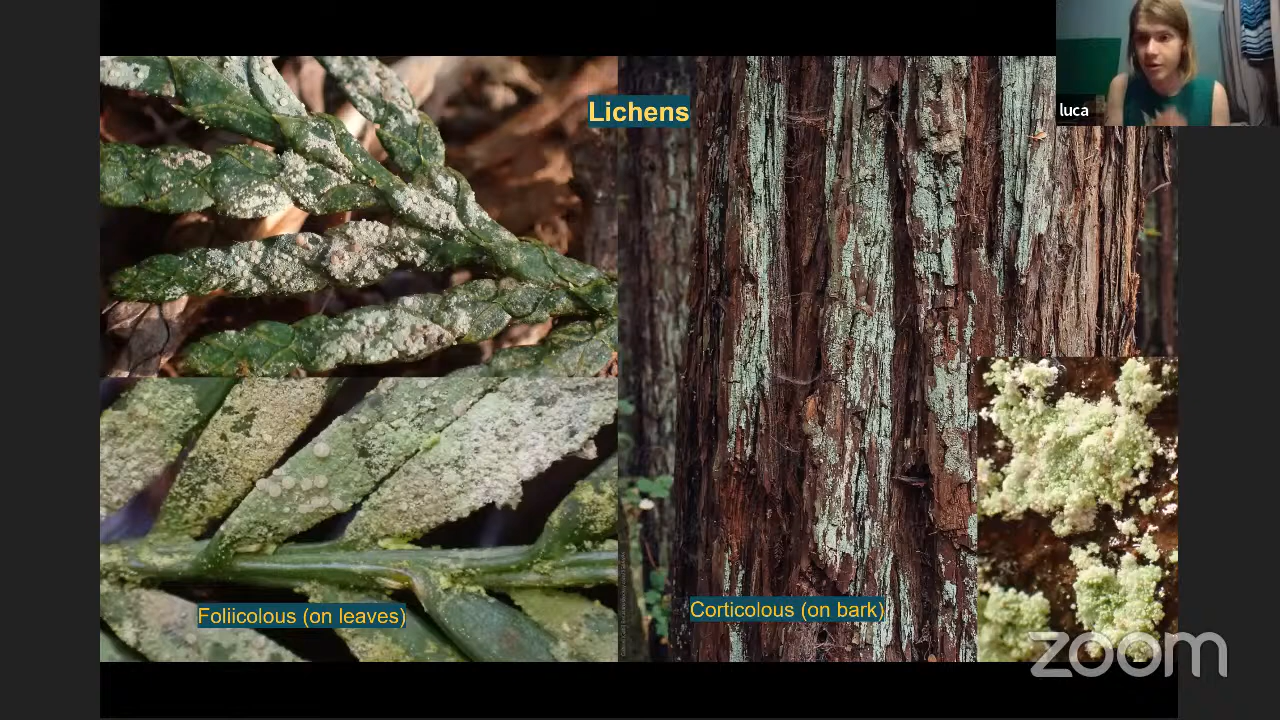 Lichens
luca
Foliicolous (on leaves)
Corticolous (on bark)
zoom